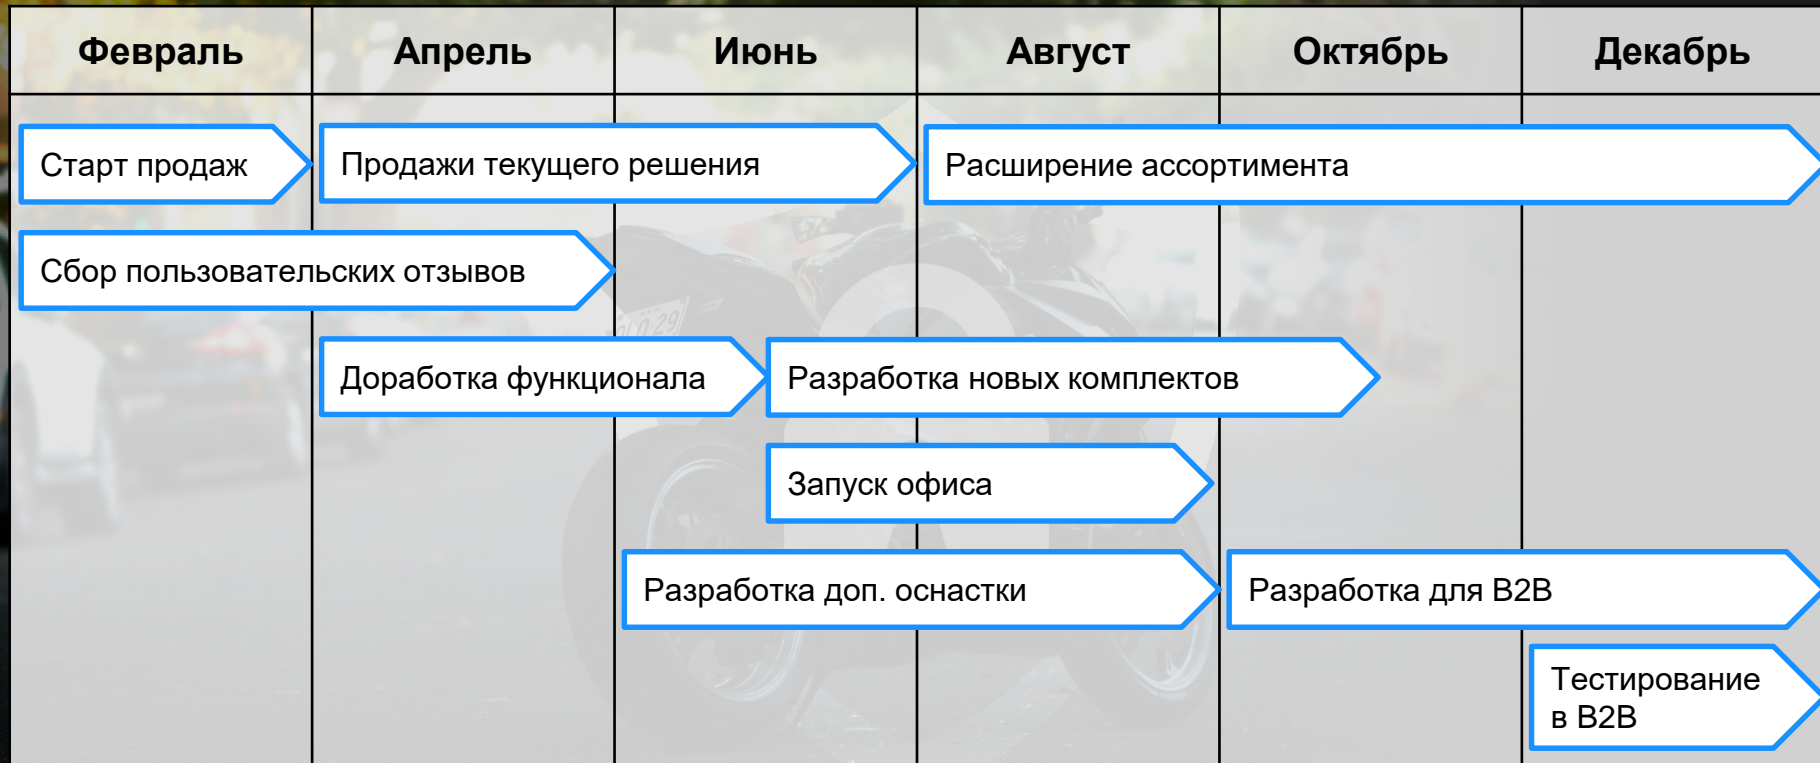 Февраль
Апрель
Июнь
Август
Октябрь
Декабрь
Старт продаж
Продажи текущего решения
Расширение ассортимента
Сбор пользовательских отзывов
Доработка функционала
Разработка новых комплектов
Запуск офиса
Разработка доп. оснастки
Разработка для B2B
Тестирование
в B2B